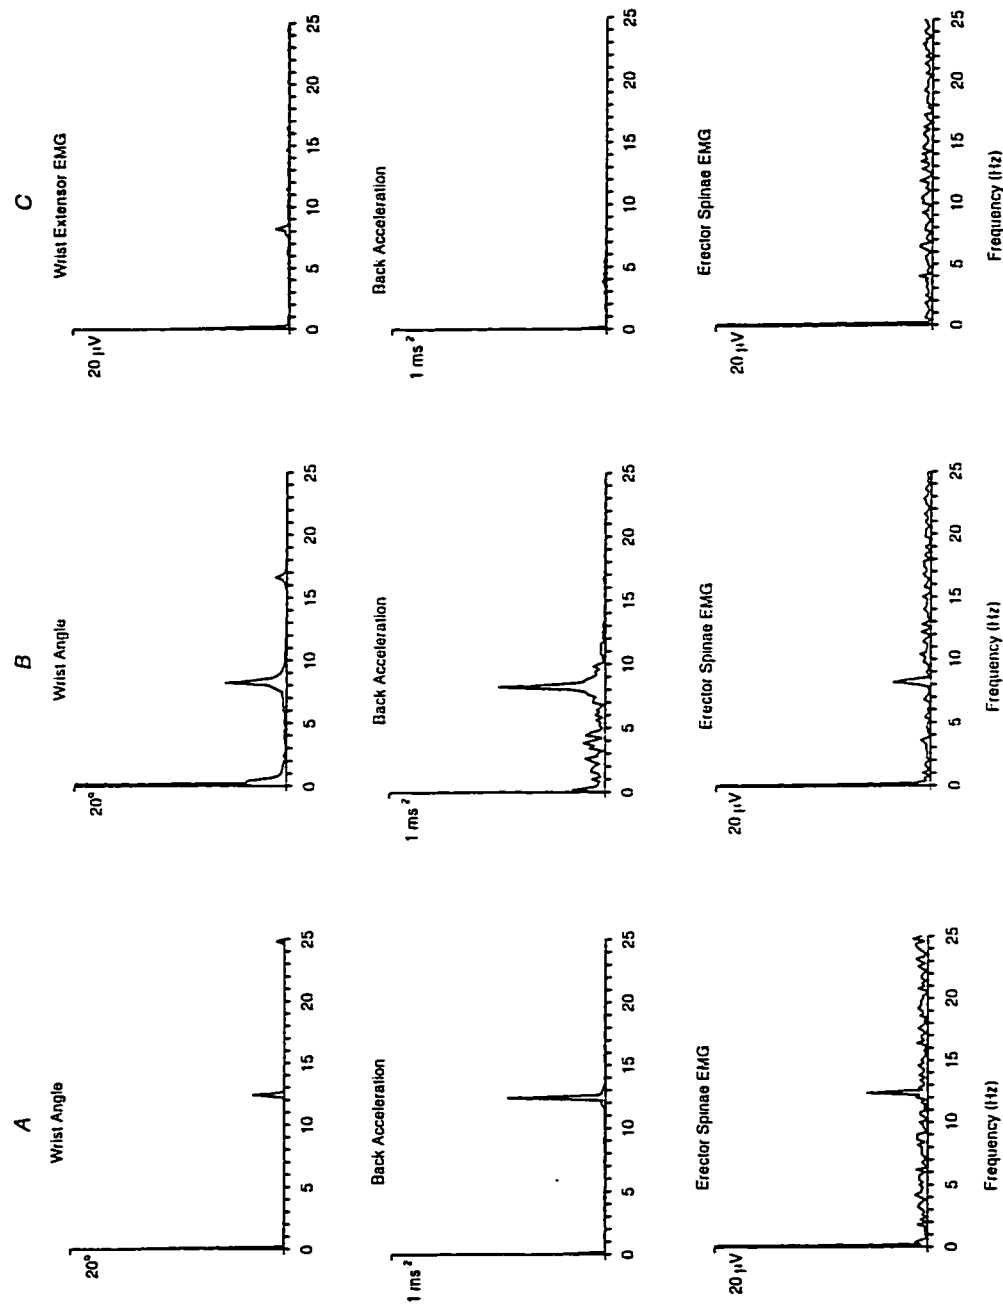 A
Wrist Angle
20°
0 5 10 15 20 25
Back Acceleration
1 ms²
0 5 10 15 20 25
Erector Spinae EMG
20 µV
0 5 10 15 20 25
Frequency (Hz)
B
Wrist Angle
20°
0 5 10 15 20 25
Back Acceleration
1 ms²
0 5 10 15 20 25
Erector Spinae EMG
20 µV
0 5 10 15 20 25
Frequency (Hz)
C
Wrist Extensor EMG
20 µV
0 5 10 15 20 25
Back Acceleration
1 ms²
0 5 10 15 20 25
Erector Spinae EMG
20 µV
0 5 10 15 20 25
Frequency (Hz)